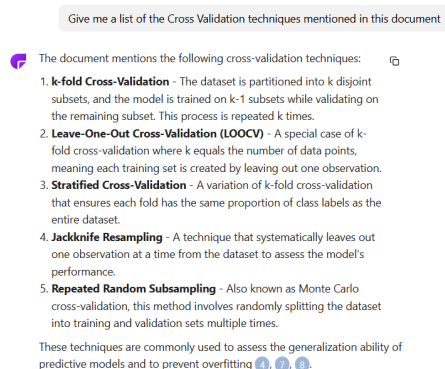 Give me a list of the Cross Validation techniques mentioned in this document
The document mentions the following cross-validation techniques:
1. k-fold Cross-Validation - The dataset is partitioned into k disjoint
subsets, and the model is trained on k-1 subsets while validating on
the remaining subset. This process is repeated k times.
2. Leave-One-Out Cross-Validation (LOOCV) - A special case of k-
fold cross-validation where k equals the number of data points,
meaning each training set is created by leaving out one observation.
3. Stratified Cross-Validation - A variation of k-fold cross-validation
that ensures each fold has the same proportion of class labels as the
entire dataset.
4. Jackknife Resampling - A technique that systematically leaves out
one observation at a time from the dataset to assess the model's
performance.
5. Repeated Random Subsampling - Also known as Monte Carlo
cross-validation, this method involves randomly splitting the dataset
into training and validation sets multiple times.
These techniques are commonly used to assess the generalization ability of
predictive models and to prevent overfitting 4, 7, 8.